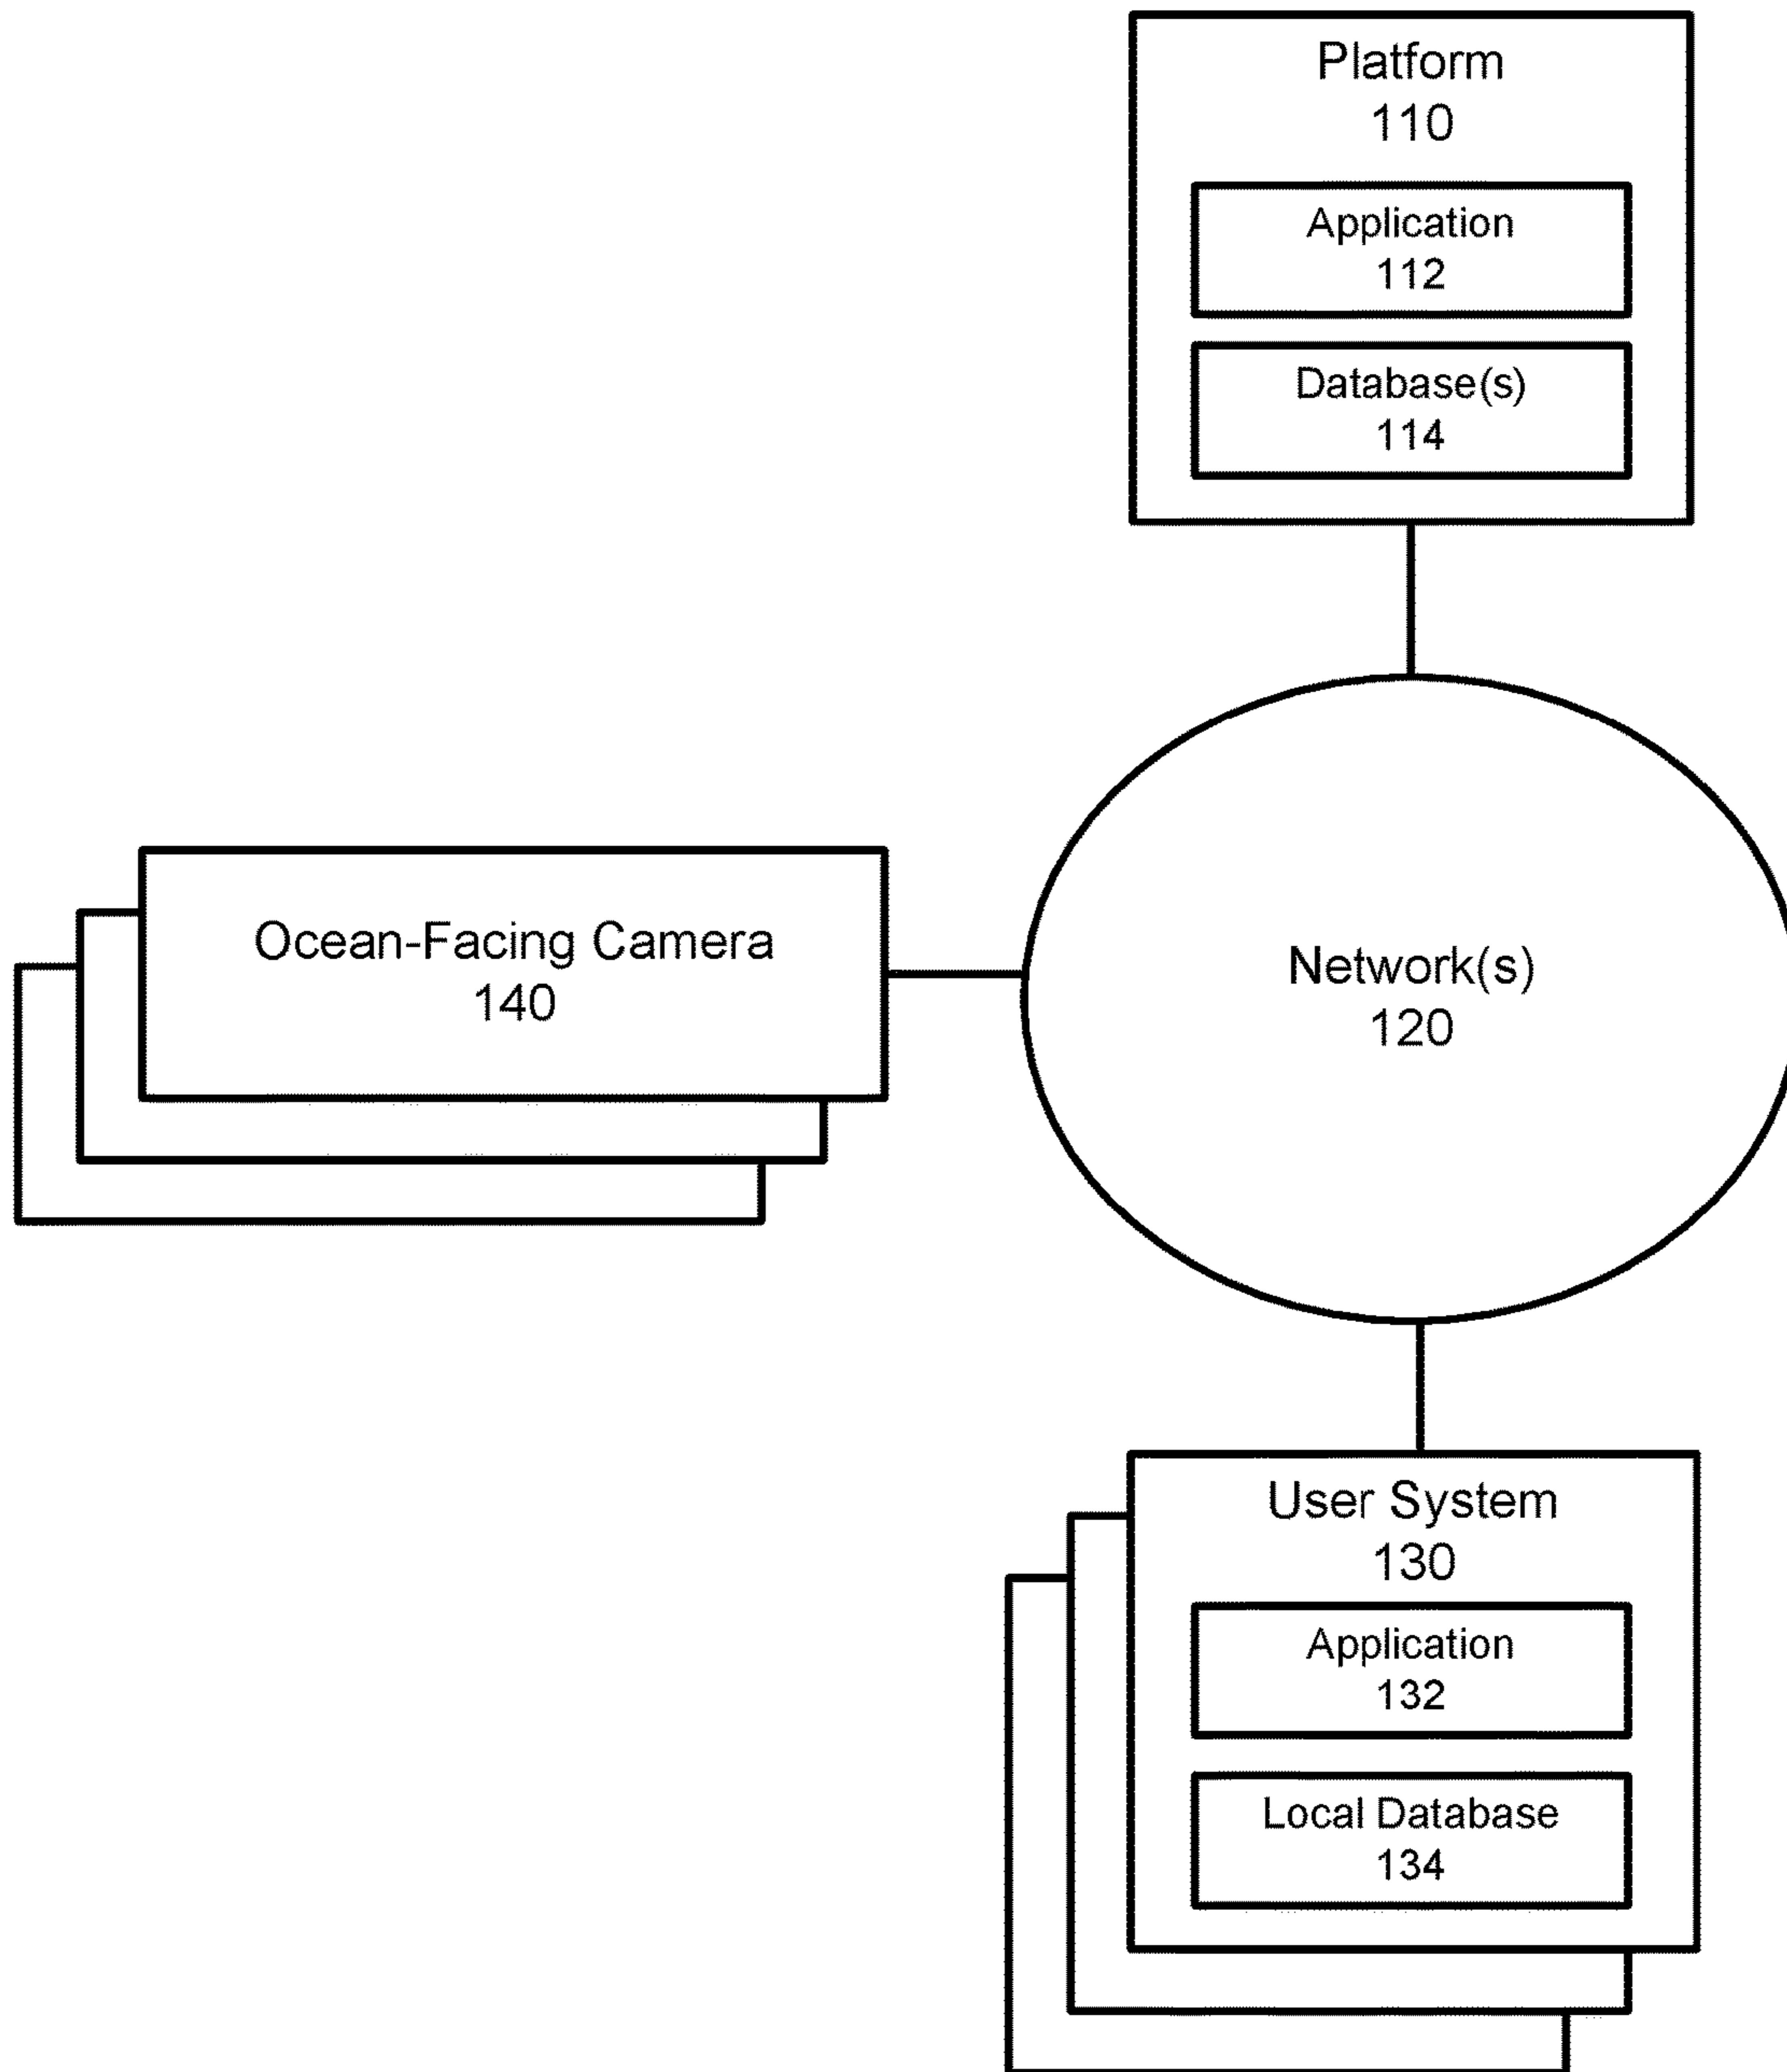 Platform
110
Application
112
Database(s)
114
Ocean-Facing Camera
140
Network(s)
120
User System
130
Application
132
Local Database
134